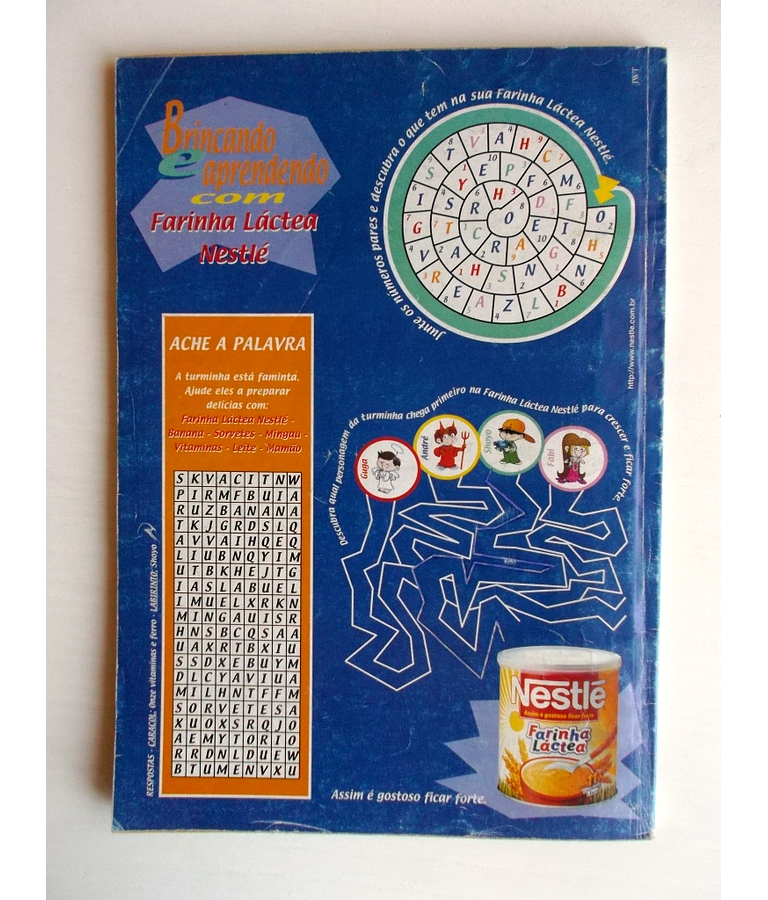 Brincando
e aprendendo
com
Farinha Láctea
Nestlé
Junte os números pares e descubra o que tem na sua Farinha Láctea Nestlé.
JWT
http://www.nestle.com.br
ACHE A PALAVRA
A turminha está faminta.
Ajude eles a preparar
delícias com:
Farinha Láctea Nestlé -
Banana - Sorvetes - Mingau -
Vitaminas - Leite - Mamão
SKVACITNW
PIRMFBUIA
RUZBANANA
TKJGRDSLQ
AVVAIHQEQ
LIUBNQYIM
UTBKHEJTG
IASLABUEL
IMUELXRKN
MINGAUISR
HNSBCQSAA
UAXRTBXIU
SSDXEBUYM
DLCYAVIUA
MILHNTFFM
SORVETESA
XUOXSRQJO
AEMYTORIO
RRDNLDUEW
BTUMENVXU
Descubra qual personagem da turminha chega primeiro na Farinha Láctea Nestlé para crescer e ficar forte.
Guga
André
Shoyo
Fabi
RESPOSTAS - CARACOL: Onze vitaminas e ferro - LABIRINTO: Shoyo
Nestlé
Assim é gostoso ficar forte
Farinha
Láctea
Assim é gostoso ficar forte.